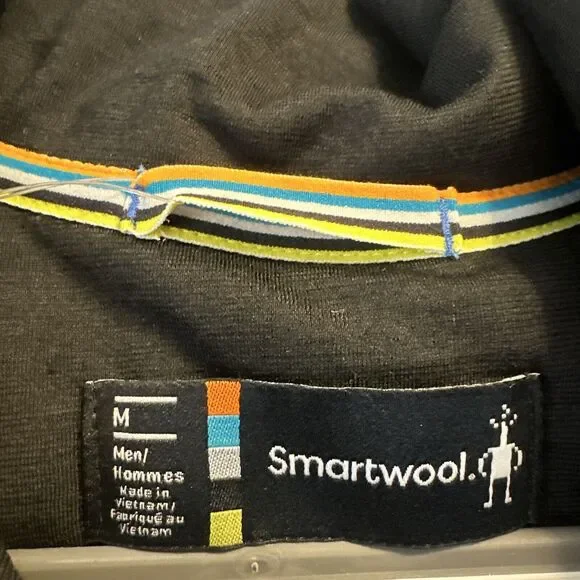 M
Men/
Hommes
Made in
Vietnam/
Fabriqué au
Vietnam
Smartwool.